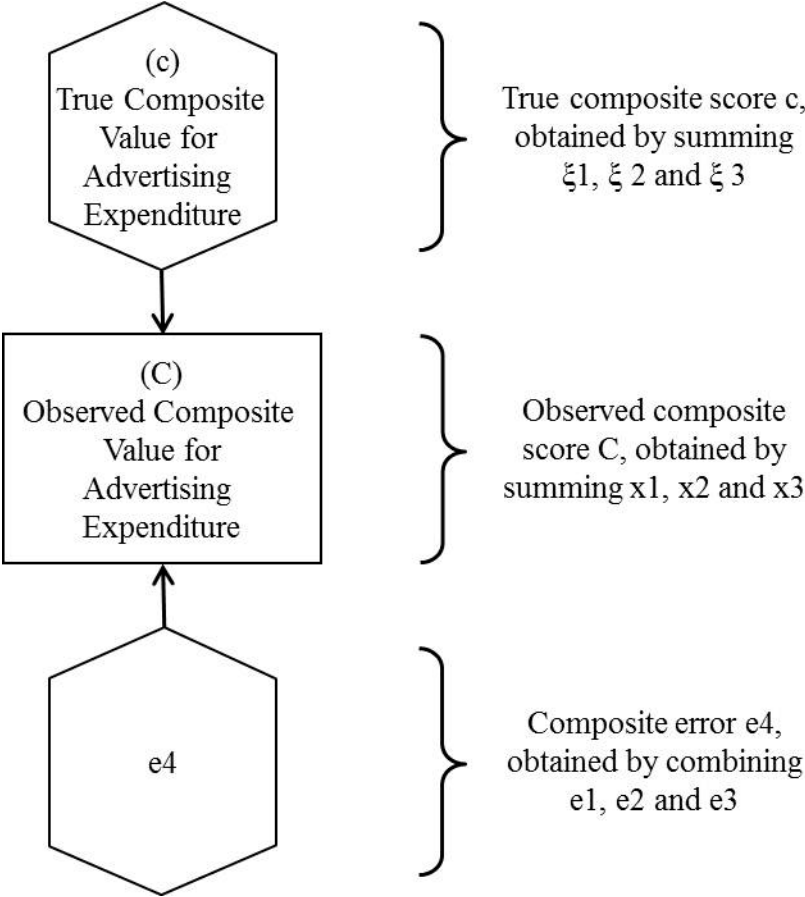 (c)
True Composite
Value for
Advertising
Expenditure
True composite score c,
obtained by summing
ξ1, ξ 2 and ξ 3
(C)
Observed Composite
Value for
Advertising
Expenditure
Observed composite
score C, obtained by
summing x1, x2 and x3
e4
Composite error e4,
obtained by combining
e1, e2 and e3